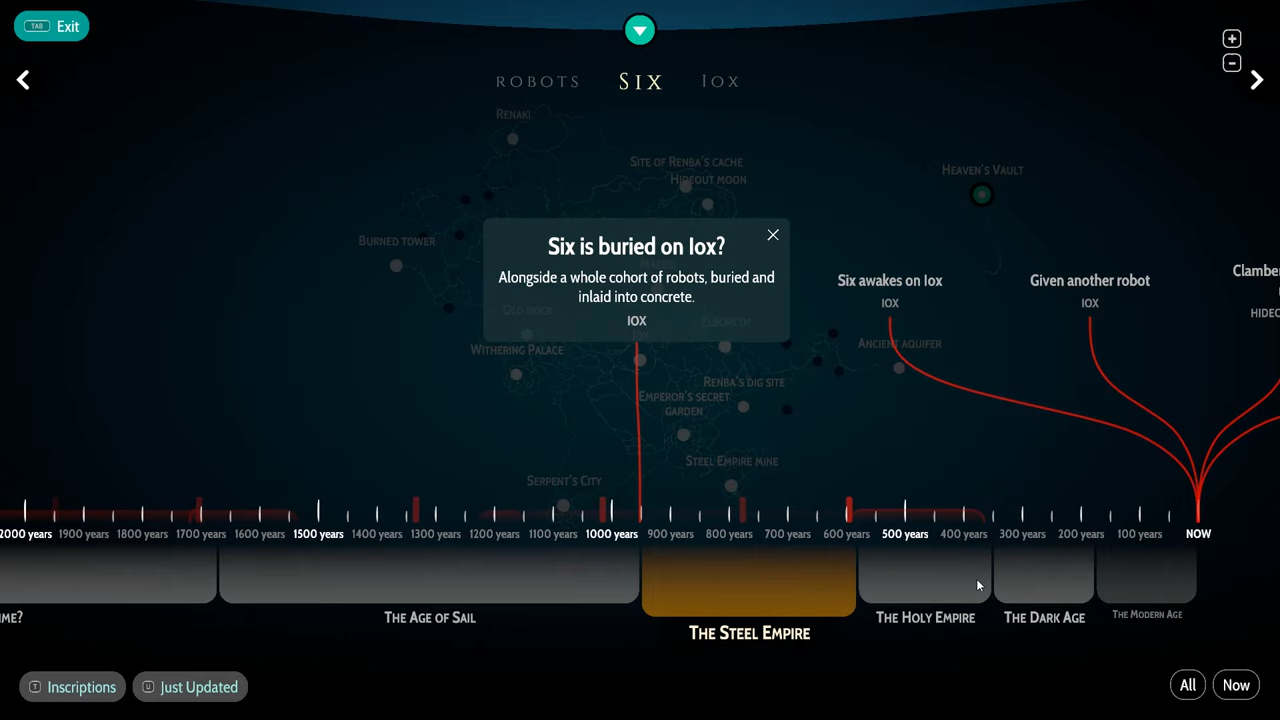 TAB Exit
ROBOTS SIX IOX
RENAKI
SITE OF RENBA'S CACHE
HIDEOUT MOON
HEAVEN'S VAULT
BURNED TOWER
Six is buried on Iox?
Alongside a whole cohort of robots, buried and
inlaid into concrete.
IOX
Six awakes on Iox
IOX
Given another robot
IOX
Clamber
HIDEO
OLD DOCK
ELBORETH
WITHERING PALACE
ANCIENT AQUIFER
RENBA'S DIG SITE
EMPEROR'S SECRET
GARDEN
STEEL EMPIRE MINE
SERPENT'S CITY
2000 years 1900 years 1800 years 1700 years 1600 years 1500 years 1400 years 1300 years 1200 years 1100 years 1000 years 900 years 800 years 700 years 600 years 500 years 400 years 300 years 200 years 100 years NOW
IME? THE AGE OF SAIL THE STEEL EMPIRE THE HOLY EMPIRE THE DARK AGE THE MODERN AGE
T Inscriptions U Just Updated All Now